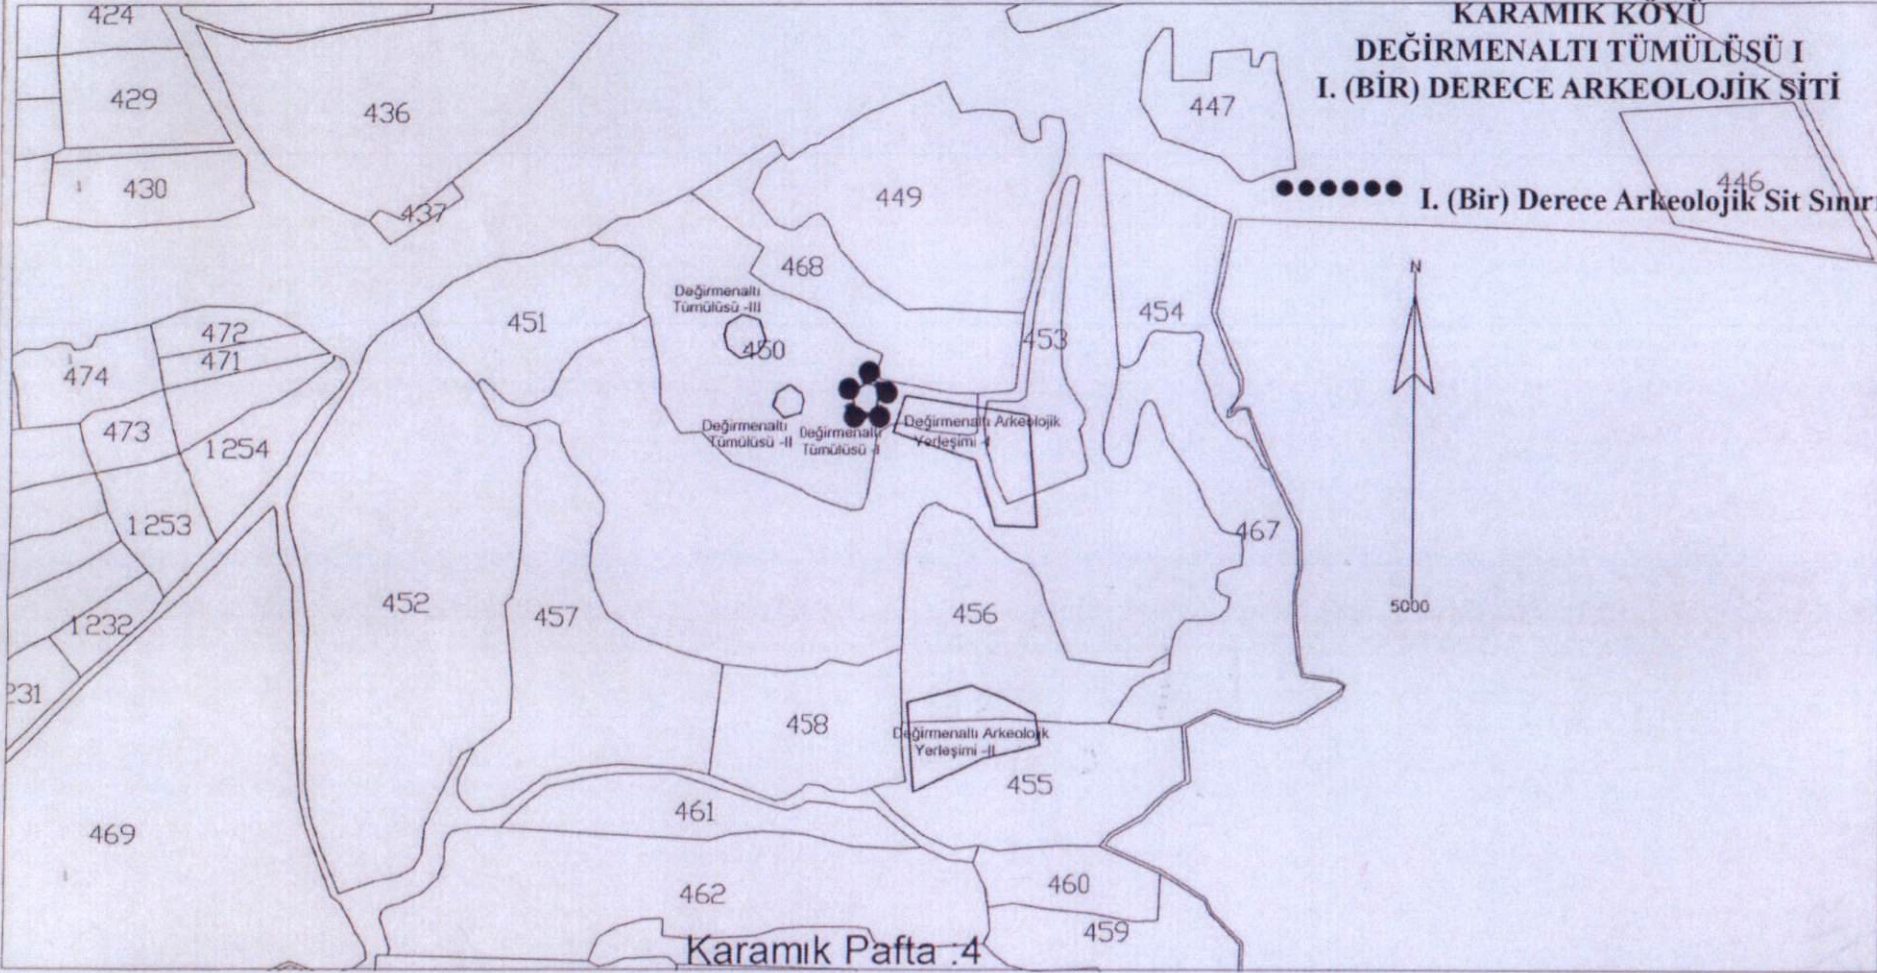 KARAMIK KÖYÜ
DEĞİRMENALTI TÜMÜLÜSÜ I
I. (BİR) DERECE ARKEOLOJİK SİTİ
I. (Bir) Derece Arkeolojik Sit Sınırı
424
429
436
447
430
437
449
446
468
N
Değirmenaltı
Tümülüsü -III
450
451
453
454
472
471
474
473
1254
Değirmenaltı
Tümülüsü -II
Değirmenaltı
Tümülüsü -I
Değirmenaltı Arkeolojik
Yerleşimi -I
1253
467
452
457
456
5000
1232
231
458
Değirmenaltı Arkeolojik
Yerleşimi -II
455
461
469
462
460
459
Karamık Pafta :4